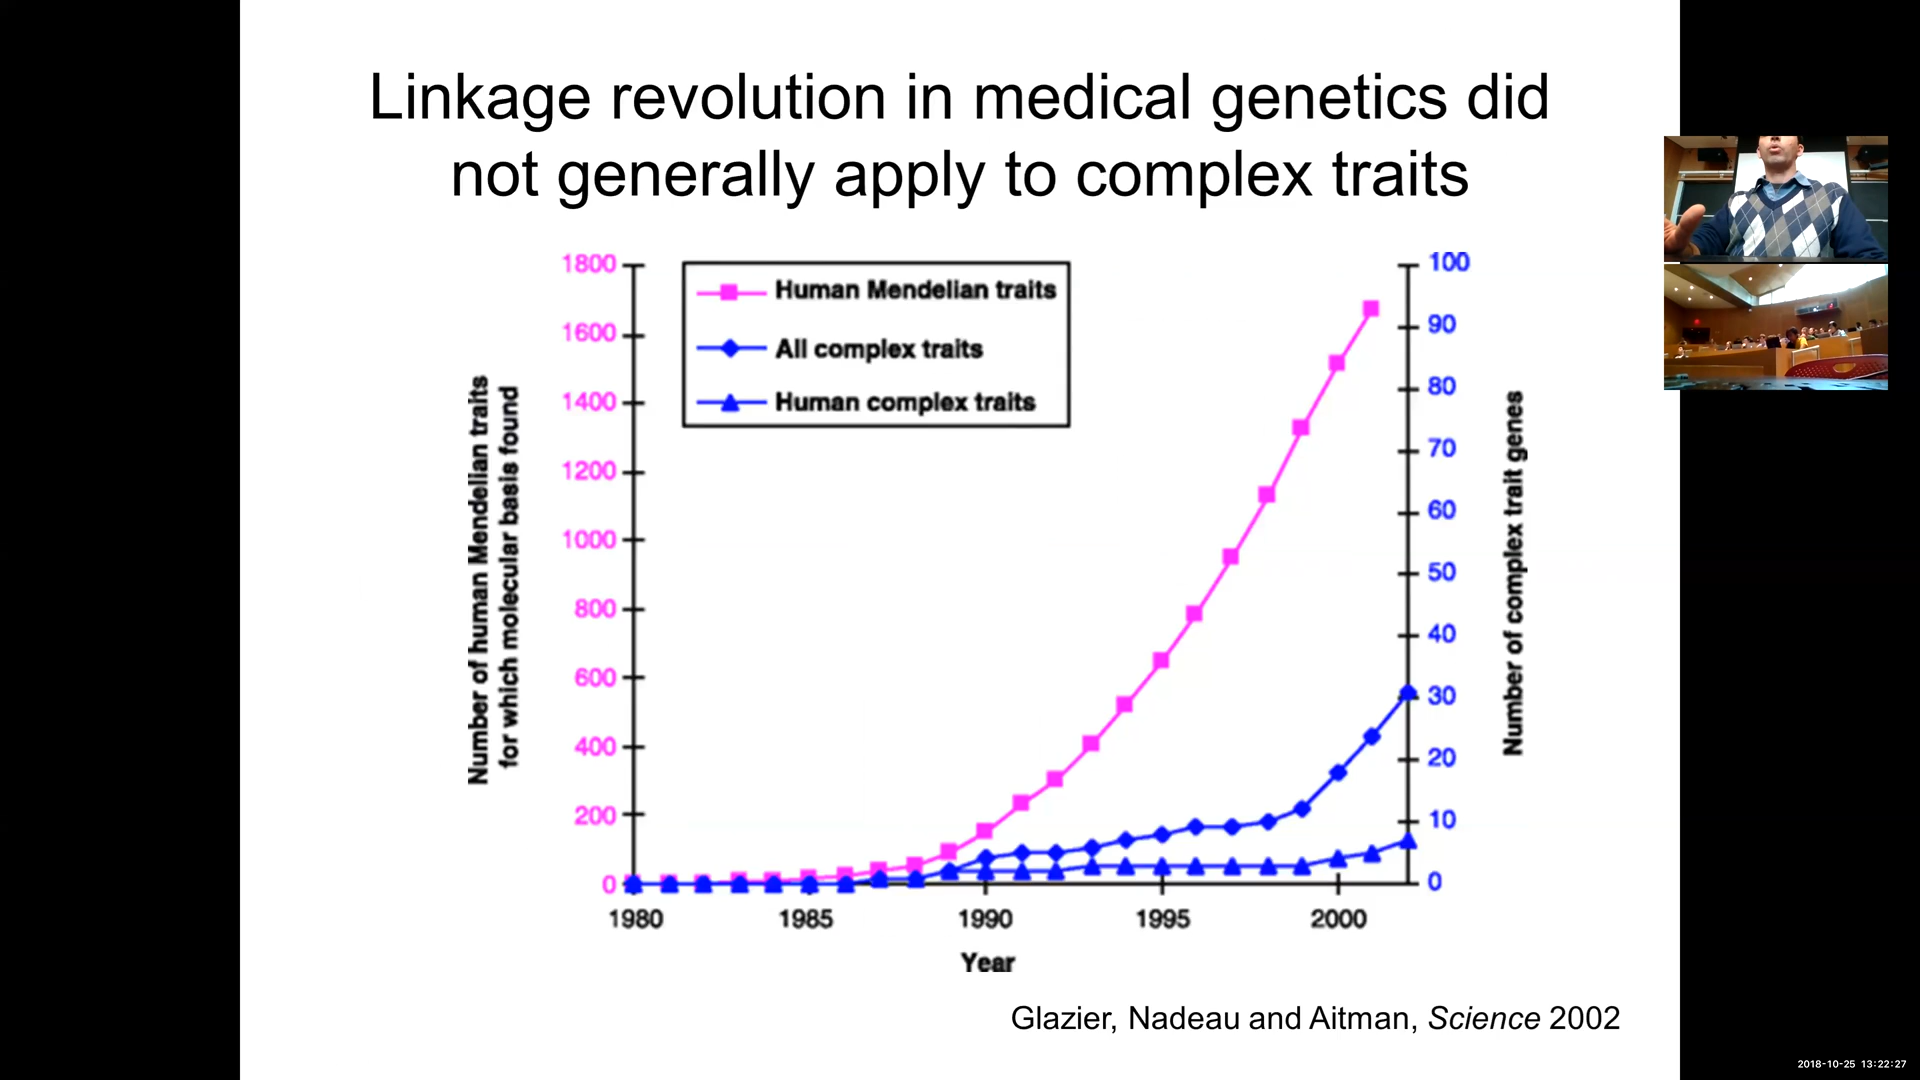 Linkage revolution in medical genetics did
not generally apply to complex traits
Number of human Mendelian traits
for which molecular basis found
1800
1600
1400
1200
1000
800
600
400
200
0
Human Mendelian traits
All complex traits
Human complex traits
100
90
80
70
60
50
40
30
20
10
0
Number of complex trait genes
1980
1985
1990
1995
2000
Year
Glazier, Nadeau and Aitman, Science 2002
2018-10-25 13:22:27